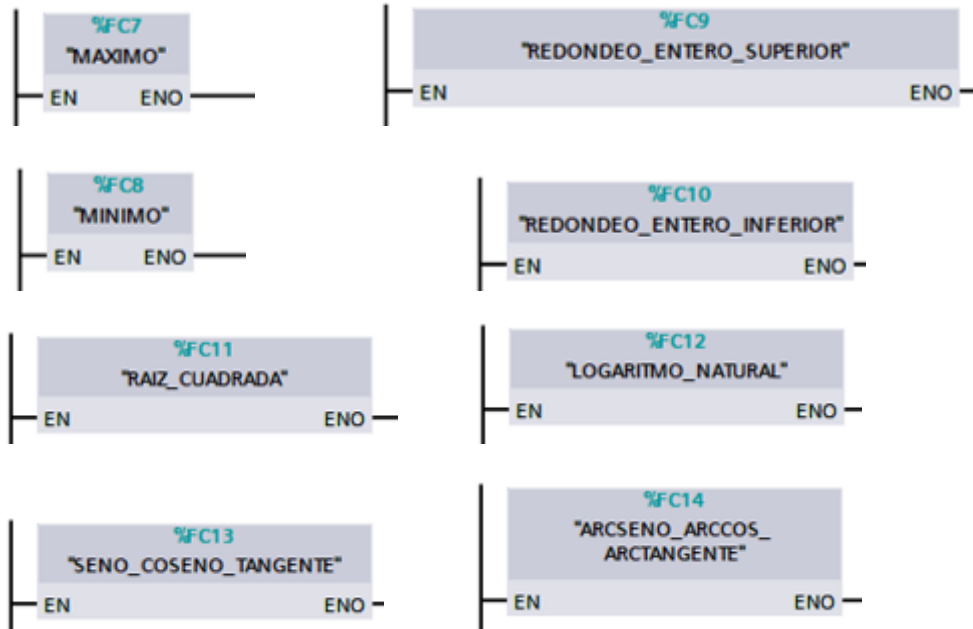 %FC7
"MAXIMO"
EN ENO
%FC9
"REDONDEO_ENTERO_SUPERIOR"
EN ENO
%FC8
"MINIMO"
EN ENO
%FC10
"REDONDEO_ENTERO_INFERIOR"
EN ENO
%FC11
"RAIZ_CUADRADA"
EN ENO
%FC12
"LOGARITMO_NATURAL"
EN ENO
%FC13
"SENO_COSENO_TANGENTE"
EN ENO
%FC14
"ARCSENO_ARCCOS_
ARCTANGENTE"
EN ENO